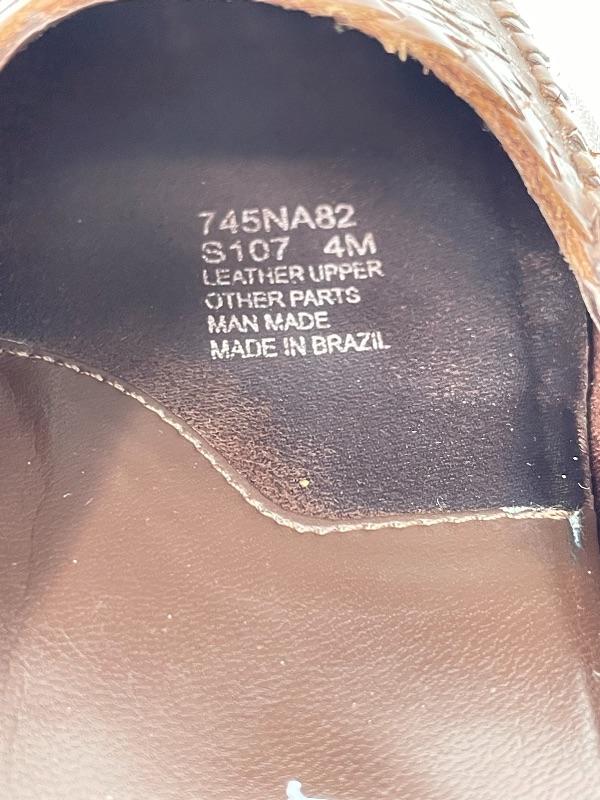 745NA82
S107 4M
LEATHER UPPER
OTHER PARTS
MAN MADE
MADE IN BRAZIL